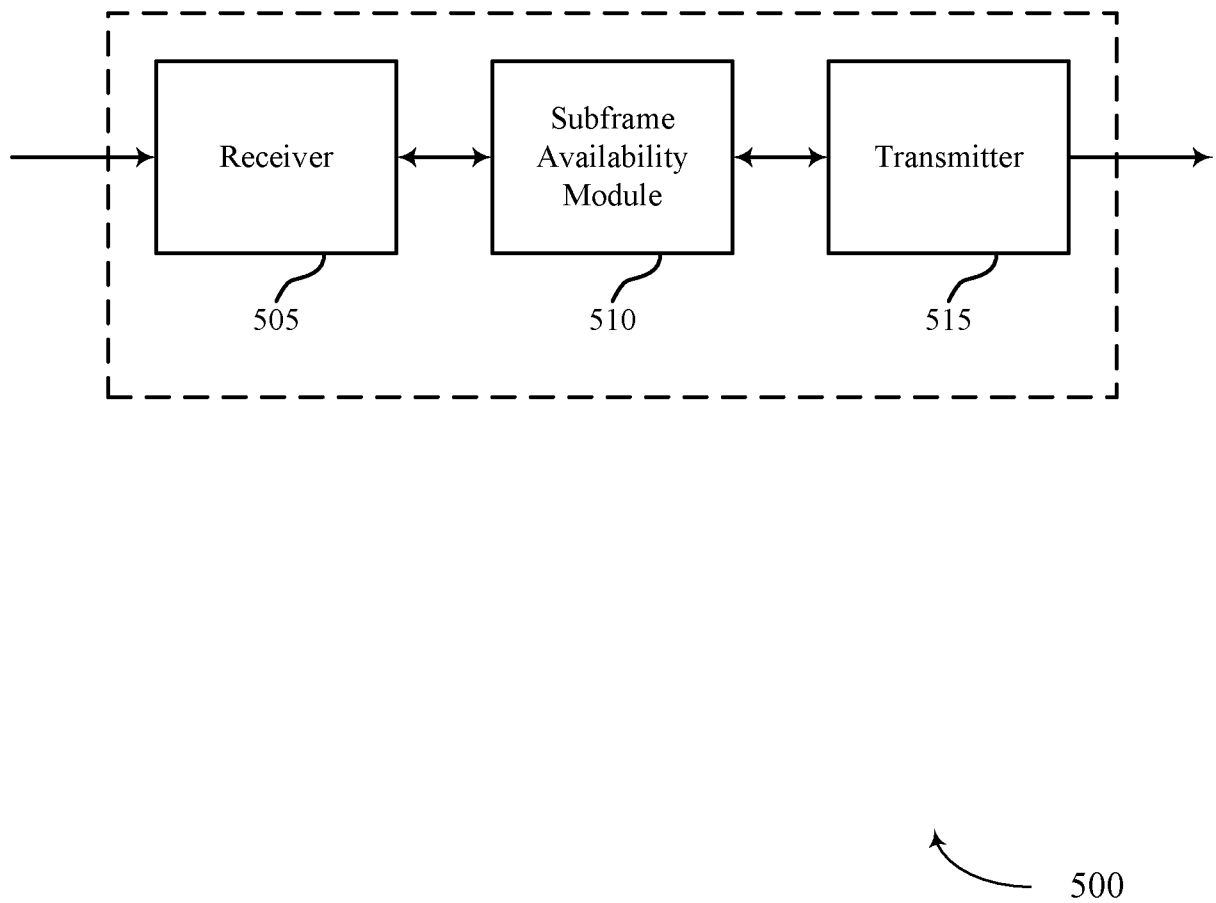 Receiver
Subframe
Availability
Module
Transmitter
505
510
515
500